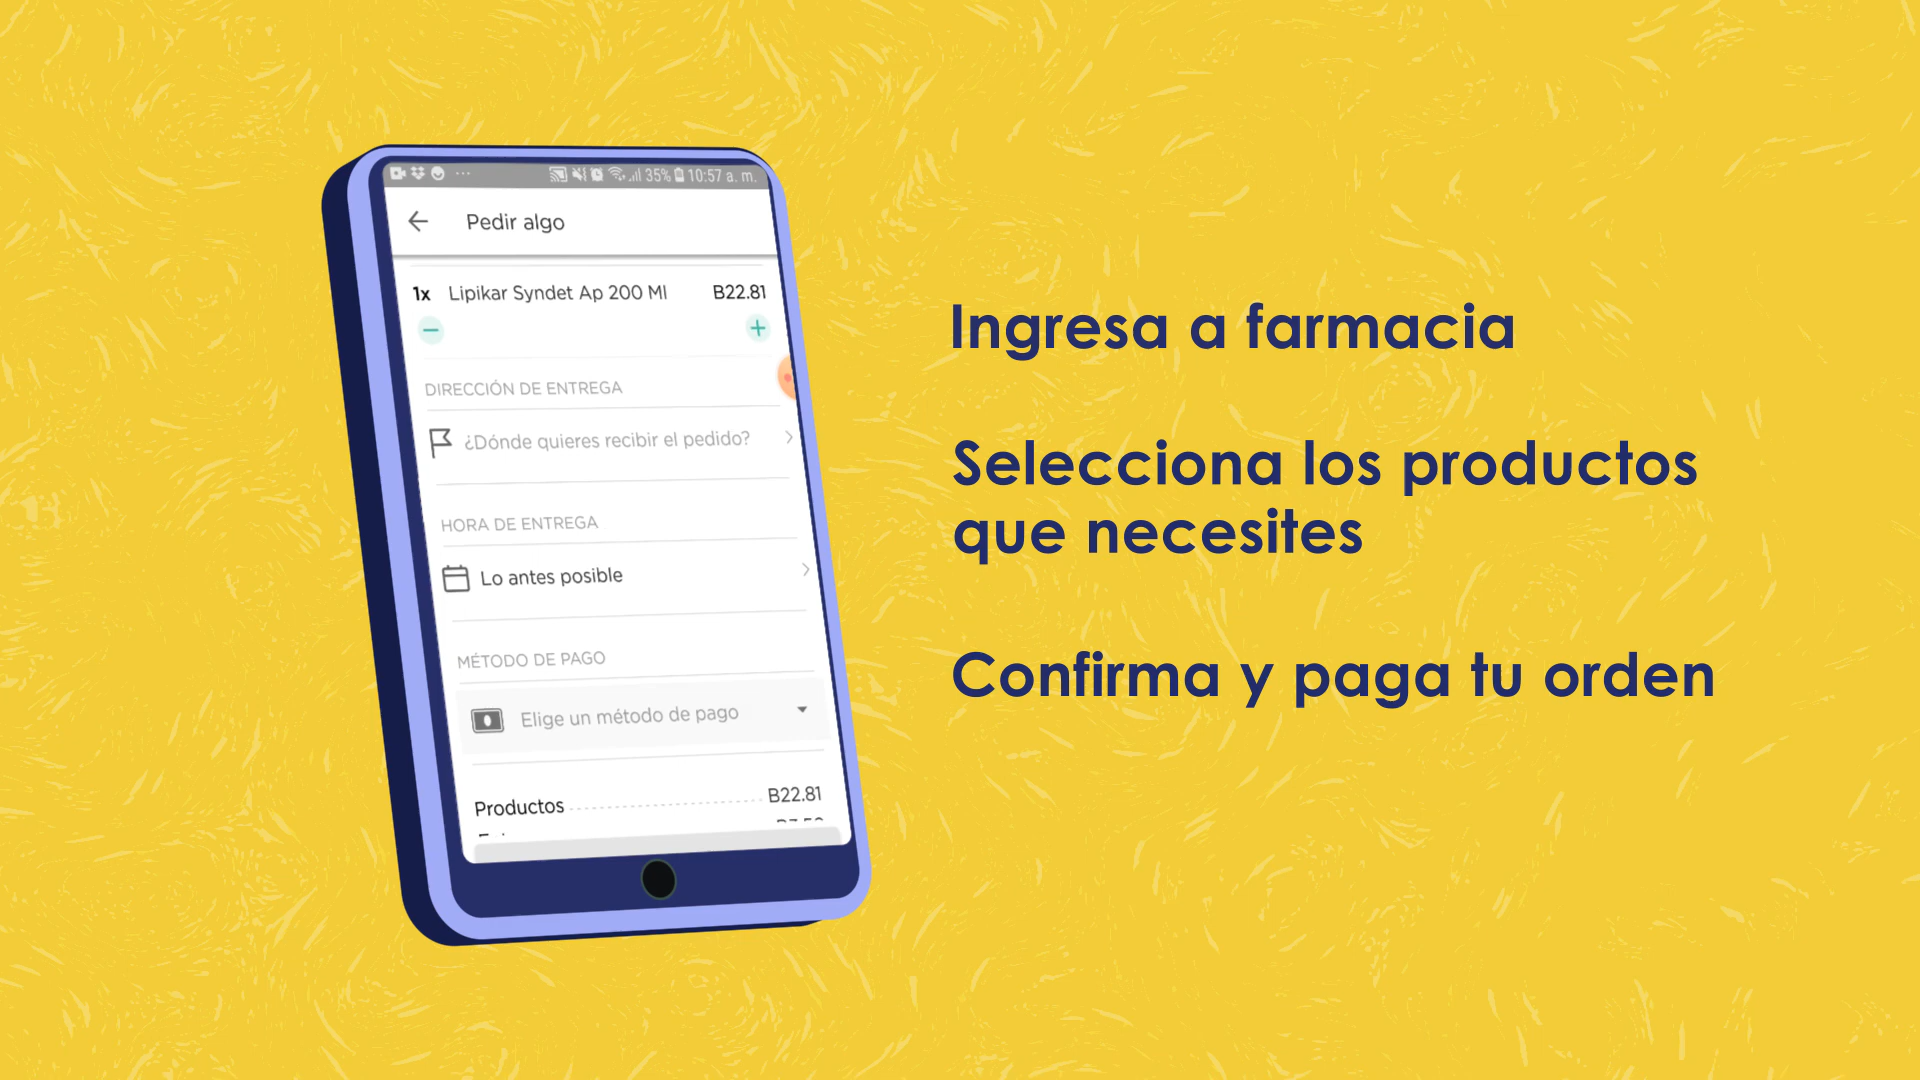 35% 10:57 a. m.
Pedir algo
1x Lipikar Syndet Ap 200 Ml B22.81
DIRECCIÓN DE ENTREGA
¿Dónde quieres recibir el pedido?
HORA DE ENTREGA
Lo antes posible
MÉTODO DE PAGO
Elige un método de pago
Productos B22.81
Ingresa a farmacia
Selecciona los productos
que necesites
Confirma y paga tu orden